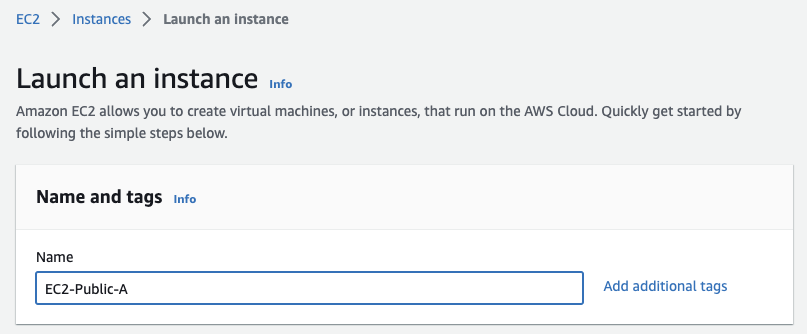 EC2 > Instances > Launch an instance
Launch an instance Info
Amazon EC2 allows you to create virtual machines, or instances, that run on the AWS Cloud. Quickly get started by
following the simple steps below.
Name and tags Info
Name
EC2-Public-A Add additional tags